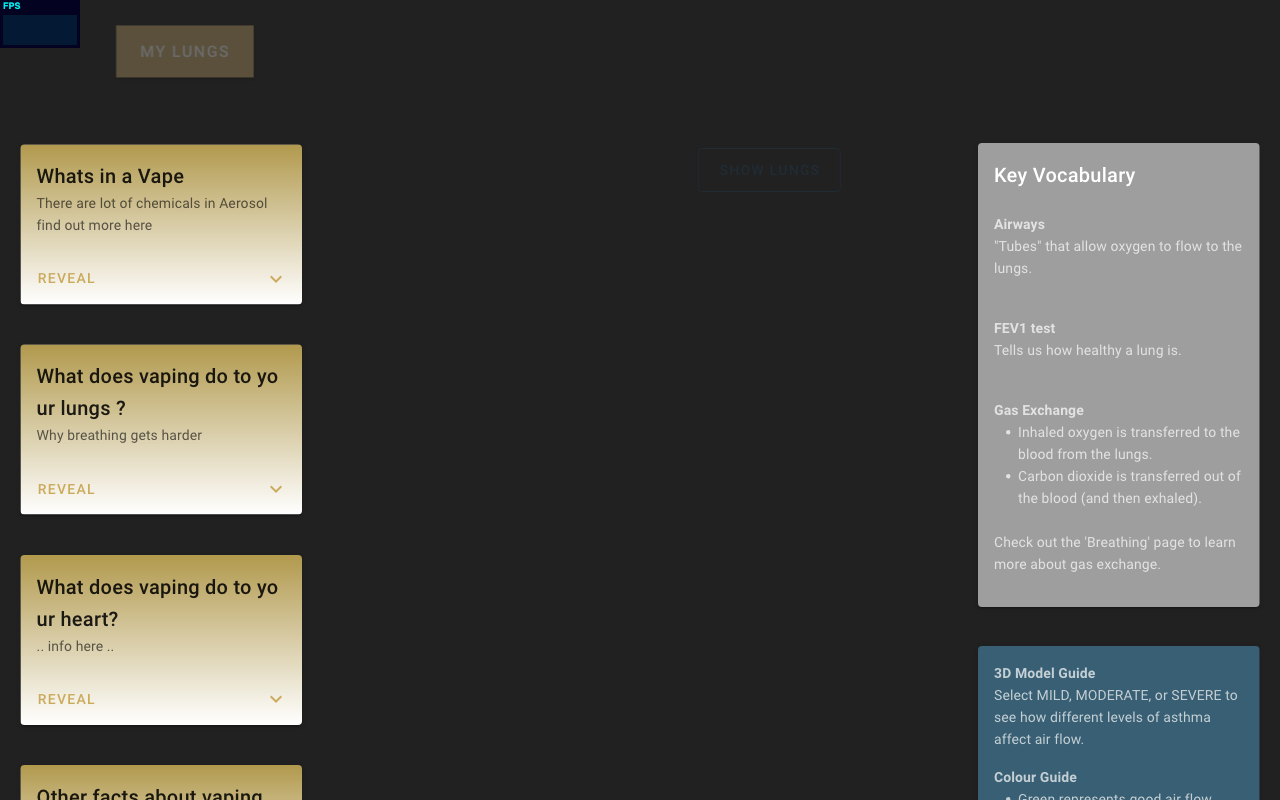 FPS
MY LUNGS
Whats in a Vape
There are lot of chemicals in Aerosol
find out more here
REVEAL
What does vaping do to yo
ur lungs ?
Why breathing gets harder
REVEAL
What does vaping do to yo
ur heart?
.. info here ..
REVEAL
Other facts about vaping
SHOW LUNGS
Key Vocabulary
Airways
"Tubes" that allow oxygen to flow to the
lungs.
FEV1 test
Tells us how healthy a lung is.
Gas Exchange
• Inhaled oxygen is transferred to the
blood from the lungs.
• Carbon dioxide is transferred out of
the blood (and then exhaled).
Check out the 'Breathing' page to learn
more about gas exchange.
3D Model Guide
Select MILD, MODERATE, or SEVERE to
see how different levels of asthma
affect air flow.
Colour Guide
• Green represents good air flow